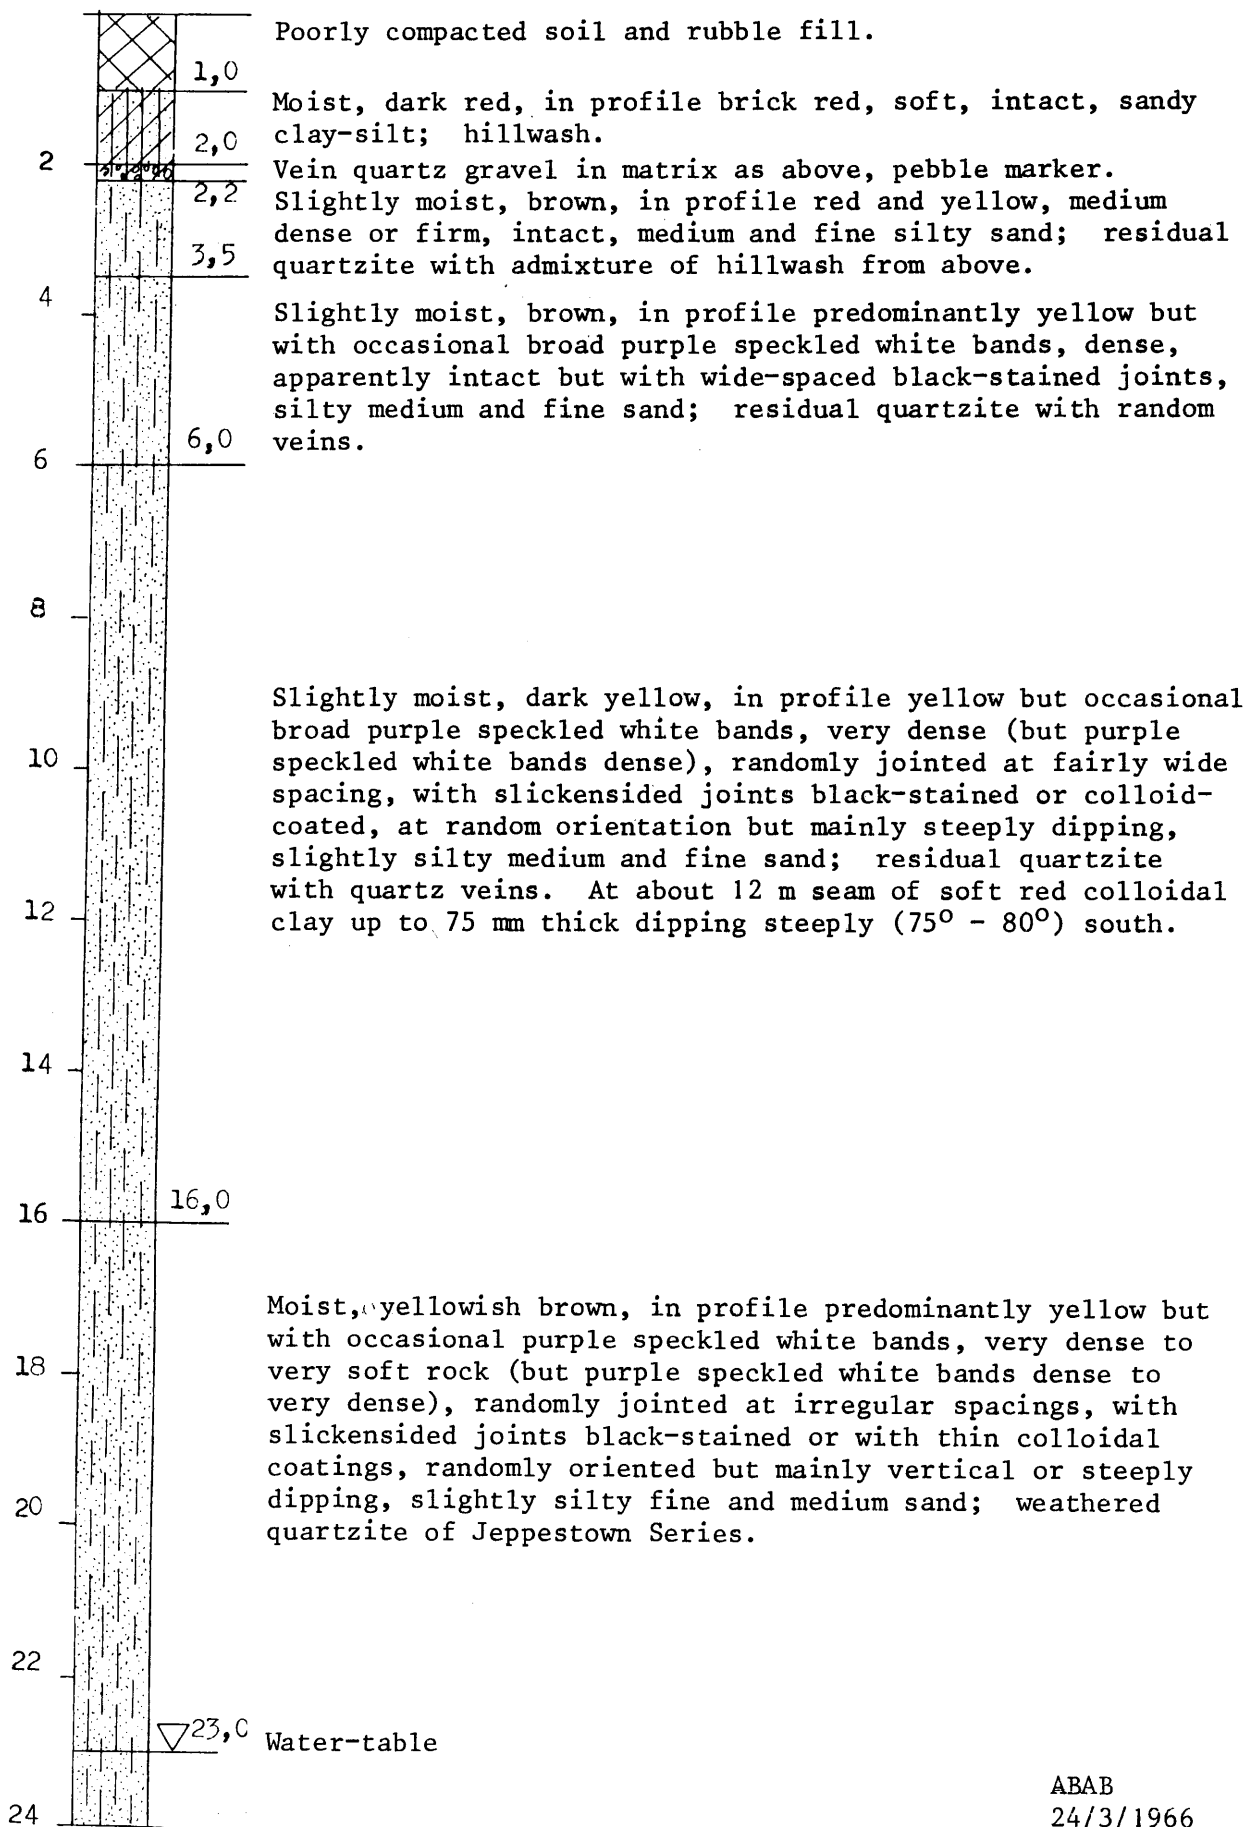 Poorly compacted soil and rubble fill.
1,0
Moist, dark red, in profile brick red, soft, intact, sandy
clay-silt; hillwash.
2,0
2
Vein quartz gravel in matrix as above, pebble marker.
2,2
Slightly moist, brown, in profile red and yellow, medium
dense or firm, intact, medium and fine silty sand; residual
quartzite with admixture of hillwash from above.
3,5
4
Slightly moist, brown, in profile predominantly yellow but
with occasional broad purple speckled white bands, dense,
apparently intact but with wide-spaced black-stained joints,
silty medium and fine sand; residual quartzite with random
veins.
6,0
6
8
Slightly moist, dark yellow, in profile yellow but occasional
broad purple speckled white bands, very dense (but purple
speckled white bands dense), randomly jointed at fairly wide
spacing, with slickensided joints black-stained or colloid-
coated, at random orientation but mainly steeply dipping,
slightly silty medium and fine sand; residual quartzite
with quartz veins. At about 12 m seam of soft red colloidal
clay up to 75 mm thick dipping steeply (75° - 80°) south.
10
12
14
16,0
16
Moist, yellowish brown, in profile predominantly yellow but
with occasional purple speckled white bands, very dense to
very soft rock (but purple speckled white bands dense to
very dense), randomly jointed at irregular spacings, with
slickensided joints black-stained or with thin colloidal
coatings, randomly oriented but mainly vertical or steeply
dipping, slightly silty fine and medium sand; weathered
quartzite of Jeppestown Series.
18
20
22
23,0 Water-table
24
ABAB
24/3/1966